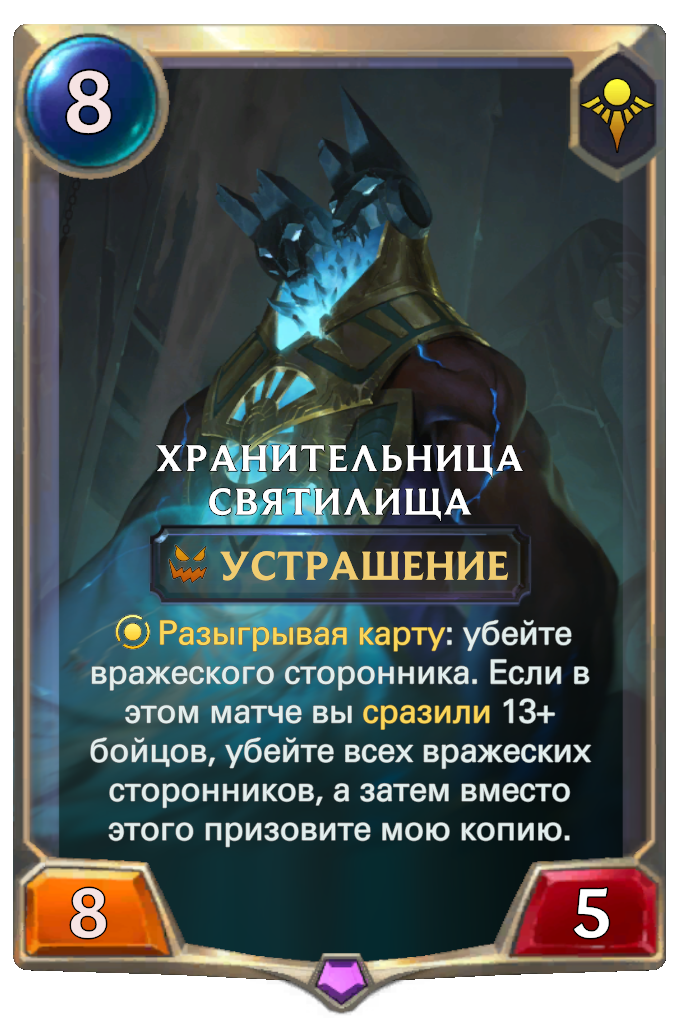 8
ХРАНИТЕЛЬНИЦА
СВЯТИЛИЩА
УСТРАШЕНИЕ
Разыгрывая карту: убейте
вражеского сторонника. Если в
этом матче вы сразили 13+
бойцов, убейте всех вражеских
сторонников, а затем вместо
этого призовите мою копию.
8 5